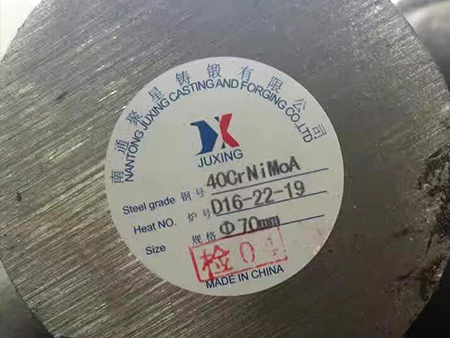 南通聚星铸锻有限公司
NANTONG JUXING CASTING AND FORGING CO.,LTD
JUXING
Steel grade 钢号 40CrNiMoA
Heat NO. 炉号 D16-22-19
Size 规格 Φ70mm
检01
MADE IN CHINA